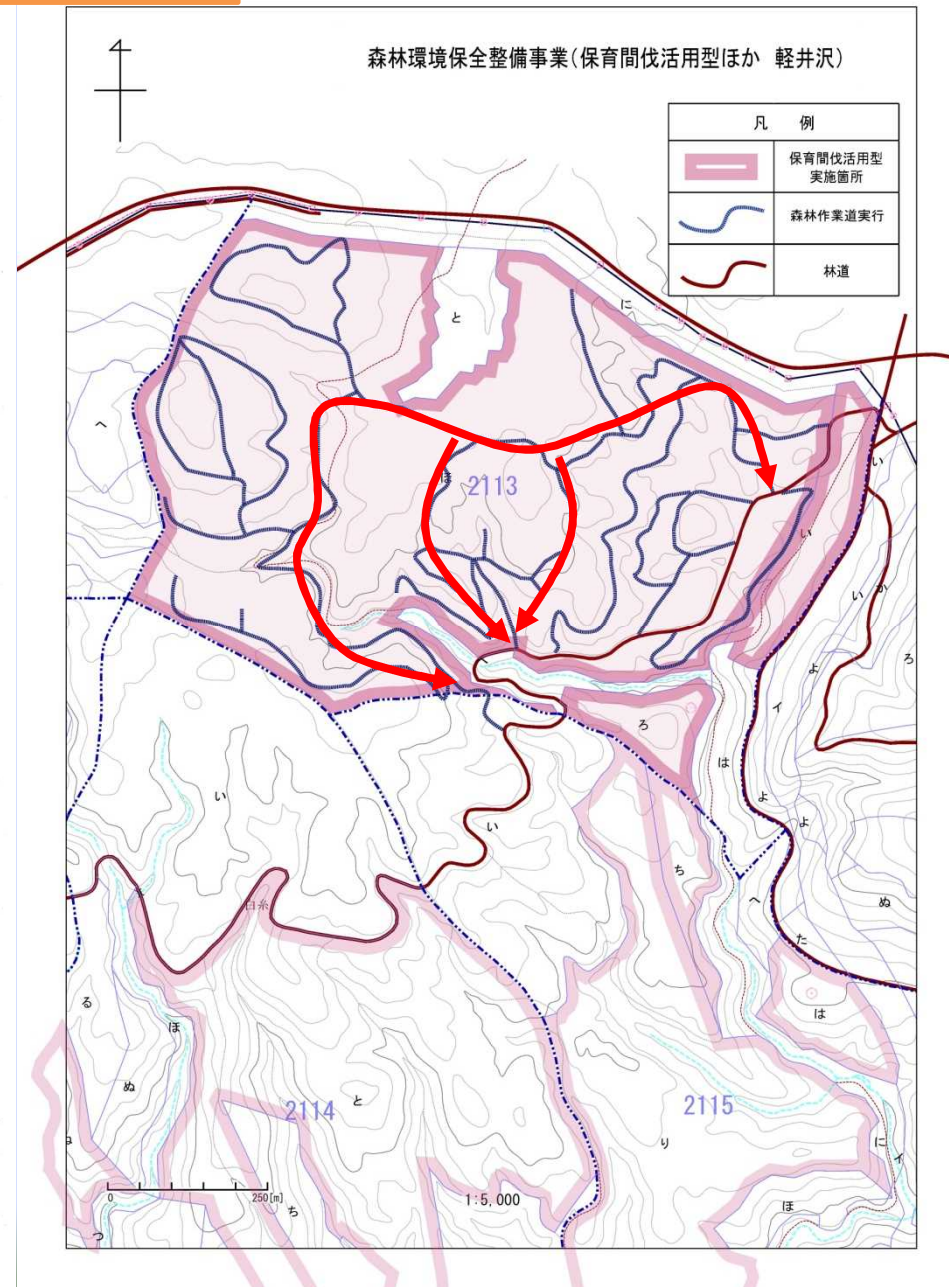 森林環境保全整備事業(保育間伐活用型ほか 軽井沢)
凡 例
保育間伐活用型
実施箇所
森林作業道実行
林道
に
と
へ
ほ
2113
い
い
い
か
ろ
よ
イ
ろ
は
よ
よ
い
い
ち
へ
ぬ
た
白糸
る
ほ
は
ぬ
と
2114
2115
り
に
イ
0
250[m]
1:5,000
ち
ほ
つ